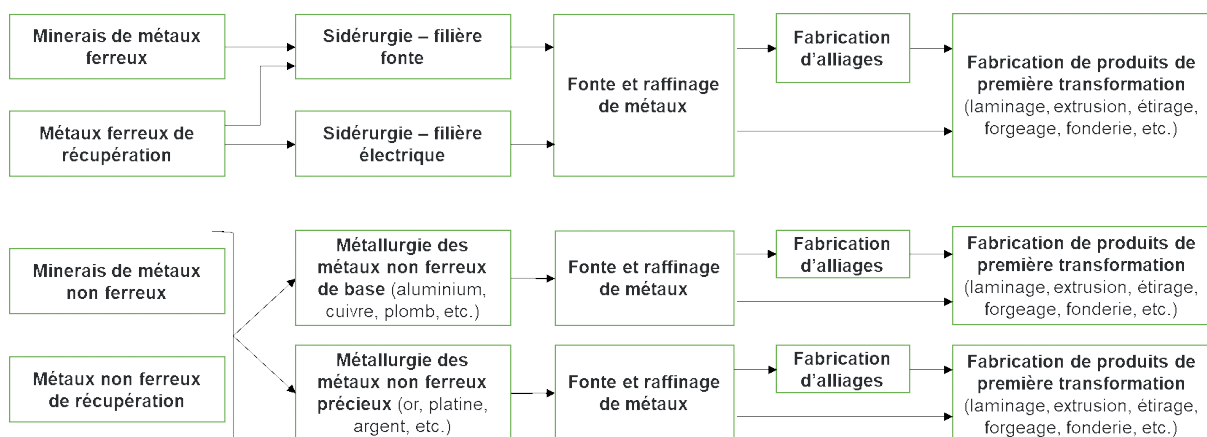 Minerais de métaux
ferreux
Sidérurgie – filière
fonte
Fonte et raffinage
de métaux
Fabrication
d’alliages
Fabrication de produits de
première transformation
(laminage, extrusion, étirage,
forgeage, fonderie, etc.)
Métaux ferreux de
récupération
Sidérurgie – filière
électrique
Minerais de métaux
non ferreux
Métallurgie des
métaux non ferreux
de base (aluminium,
cuivre, plomb, etc.)
Fonte et raffinage
de métaux
Fabrication
d’alliages
Fabrication de produits de
première transformation
(laminage, extrusion, étirage,
forgeage, fonderie, etc.)
Métaux non ferreux
de récupération
Métallurgie des
métaux non ferreux
précieux (or, platine,
argent, etc.)
Fonte et raffinage
de métaux
Fabrication
d’alliages
Fabrication de produits de
première transformation
(laminage, extrusion, étirage,
forgeage, fonderie, etc.)